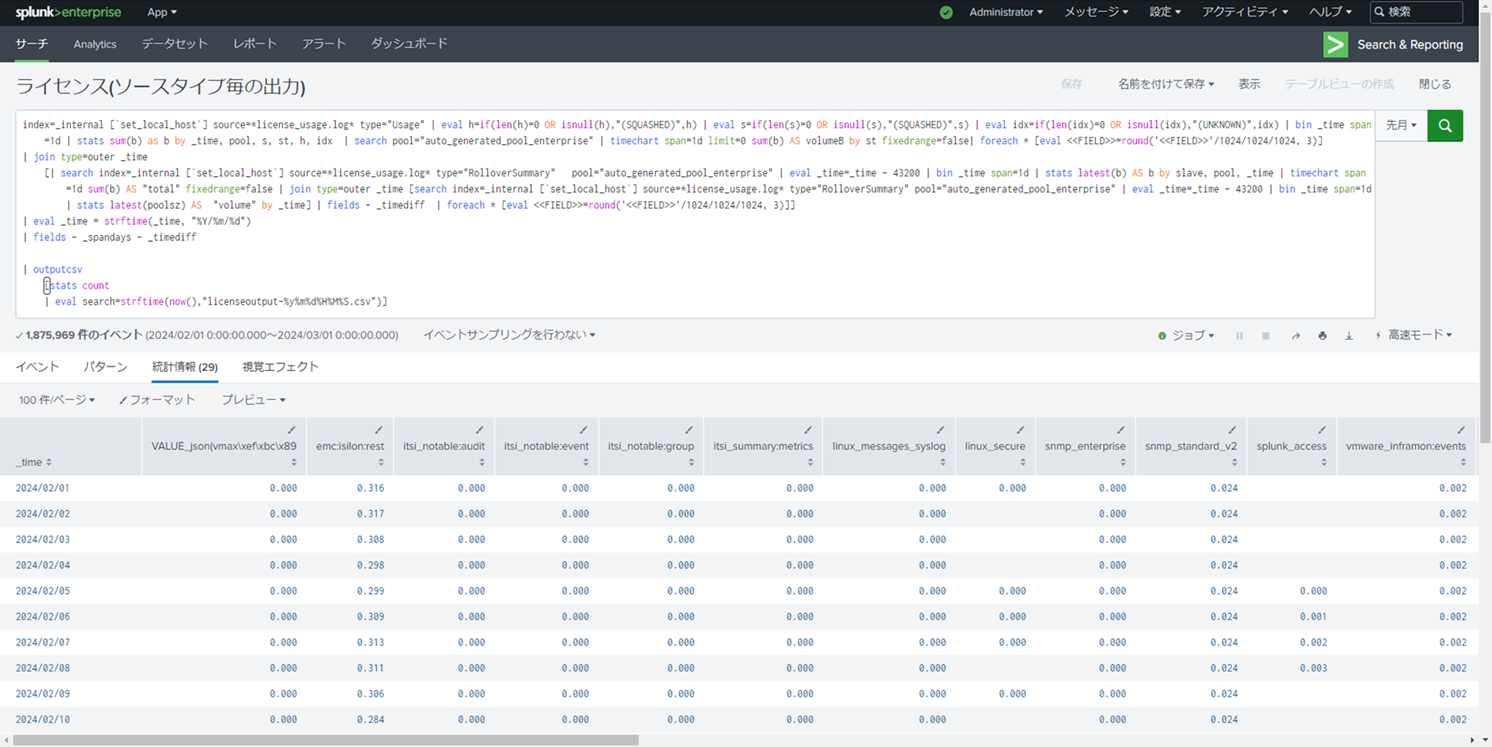 splunk>enterprise App ▾ Administrator ▾ メッセージ ▾ 設定 ▾ アクティビティ ▾ ヘルプ ▾ 検索
サーチ Analytics データセット レポート アラート ダッシュボード Search & Reporting
ライセンス(ソースタイプ毎の出力) 保存 名前を付けて保存 ▾ 表示 テーブルビューの作成 閉じる
index=_internal [`set_local_host`] source=*license_usage.log* type="Usage" | eval h=if(len(h)=0 OR isnull(h),"(SQUASHED)",h) | eval s=if(len(s)=0 OR isnull(s),"(SQUASHED)",s) | eval idx=if(len(idx)=0 OR isnull(idx),"(UNKNOWN)",idx) | bin _time span 先月 ▾
=1d | stats sum(b) as b by _time, pool, s, st, h, idx | search pool="auto_generated_pool_enterprise" | timechart span=1d limit=0 sum(b) AS volumeB by st fixedrange=false| foreach * [eval <<FIELD>>=round('<<FIELD>>'/1024/1024/1024, 3)]
| join type=outer _time
[| search index=_internal [`set_local_host`] source=*license_usage.log* type="RolloverSummary" pool="auto_generated_pool_enterprise" | eval _time=_time - 43200 | bin _time span=1d | stats latest(b) AS b by slave, pool, _time | timechart span
=1d sum(b) AS "total" fixedrange=false | join type=outer _time [search index=_internal [`set_local_host`] source=*license_usage.log* type="RolloverSummary" pool="auto_generated_pool_enterprise" | eval _time=_time - 43200 | bin _time span=1d
| stats latest(poolsz) AS "volume" by _time] | fields - _timediff | foreach * [eval <<FIELD>>=round('<<FIELD>>'/1024/1024/1024, 3)]]
| eval _time = strftime(_time, "%Y/%m/%d")
| fields - _spandays - _timediff
| outputcsv
[stats count
| eval search=strftime(now(),"licenseoutput-%y%m%d%H%M%S.csv")]
1,875,969 件のイベント (2024/02/01 0:00:00.000～2024/03/01 0:00:00.000) イベントサンプリングを行わない ▾ ジョブ ▾ 高速モード ▾
イベント パターン 統計情報 (29) 視覚エフェクト
100 件/ページ ▾ フォーマット プレビュー ▾
_time VALUE_json(vmax\xef\xbc\x89 emc:isilon:rest itsi_notable:audit itsi_notable:event itsi_notable:group itsi_summary:metrics linux_messages_syslog linux_secure snmp_enterprise snmp_standard_v2 splunk_access vmware_inframon:events
2024/02/01 0.000 0.316 0.000 0.000 0.000 0.000 0.000 0.000 0.000 0.024 0.002
2024/02/02 0.000 0.317 0.000 0.000 0.000 0.000 0.000 0.000 0.024 0.002
2024/02/03 0.000 0.308 0.000 0.000 0.000 0.000 0.000 0.000 0.024 0.002
2024/02/04 0.000 0.298 0.000 0.000 0.000 0.000 0.000 0.000 0.024 0.002
2024/02/05 0.000 0.299 0.000 0.000 0.000 0.000 0.000 0.000 0.000 0.024 0.000 0.002
2024/02/06 0.000 0.309 0.000 0.000 0.000 0.000 0.000 0.000 0.000 0.024 0.001 0.002
2024/02/07 0.000 0.313 0.000 0.000 0.000 0.000 0.000 0.000 0.000 0.024 0.002 0.002
2024/02/08 0.000 0.311 0.000 0.000 0.000 0.000 0.000 0.000 0.024 0.003 0.002
2024/02/09 0.000 0.306 0.000 0.000 0.000 0.000 0.000 0.000 0.000 0.024 0.002
2024/02/10 0.000 0.284 0.000 0.000 0.000 0.000 0.000 0.000 0.024 0.002